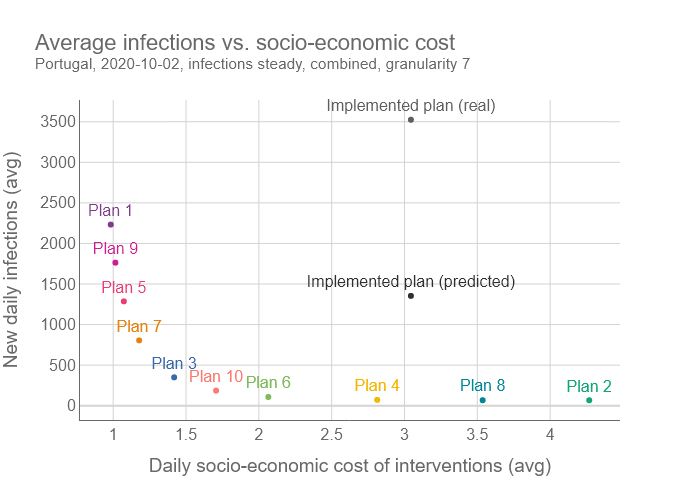 Average infections vs. socio-economic cost
Portugal, 2020-10-02, infections steady, combined, granularity 7
Implemented plan (real)
3500
3000
2500
Plan 1
2000
Plan 9
1500
Implemented plan (predicted)
Plan 5
1000
Plan 7
500
Plan 3
Plan 10
Plan 6
Plan 4
Plan 8
Plan 2
0
New daily infections (avg)
1 1.5 2 2.5 3 3.5 4
Daily socio-economic cost of interventions (avg)